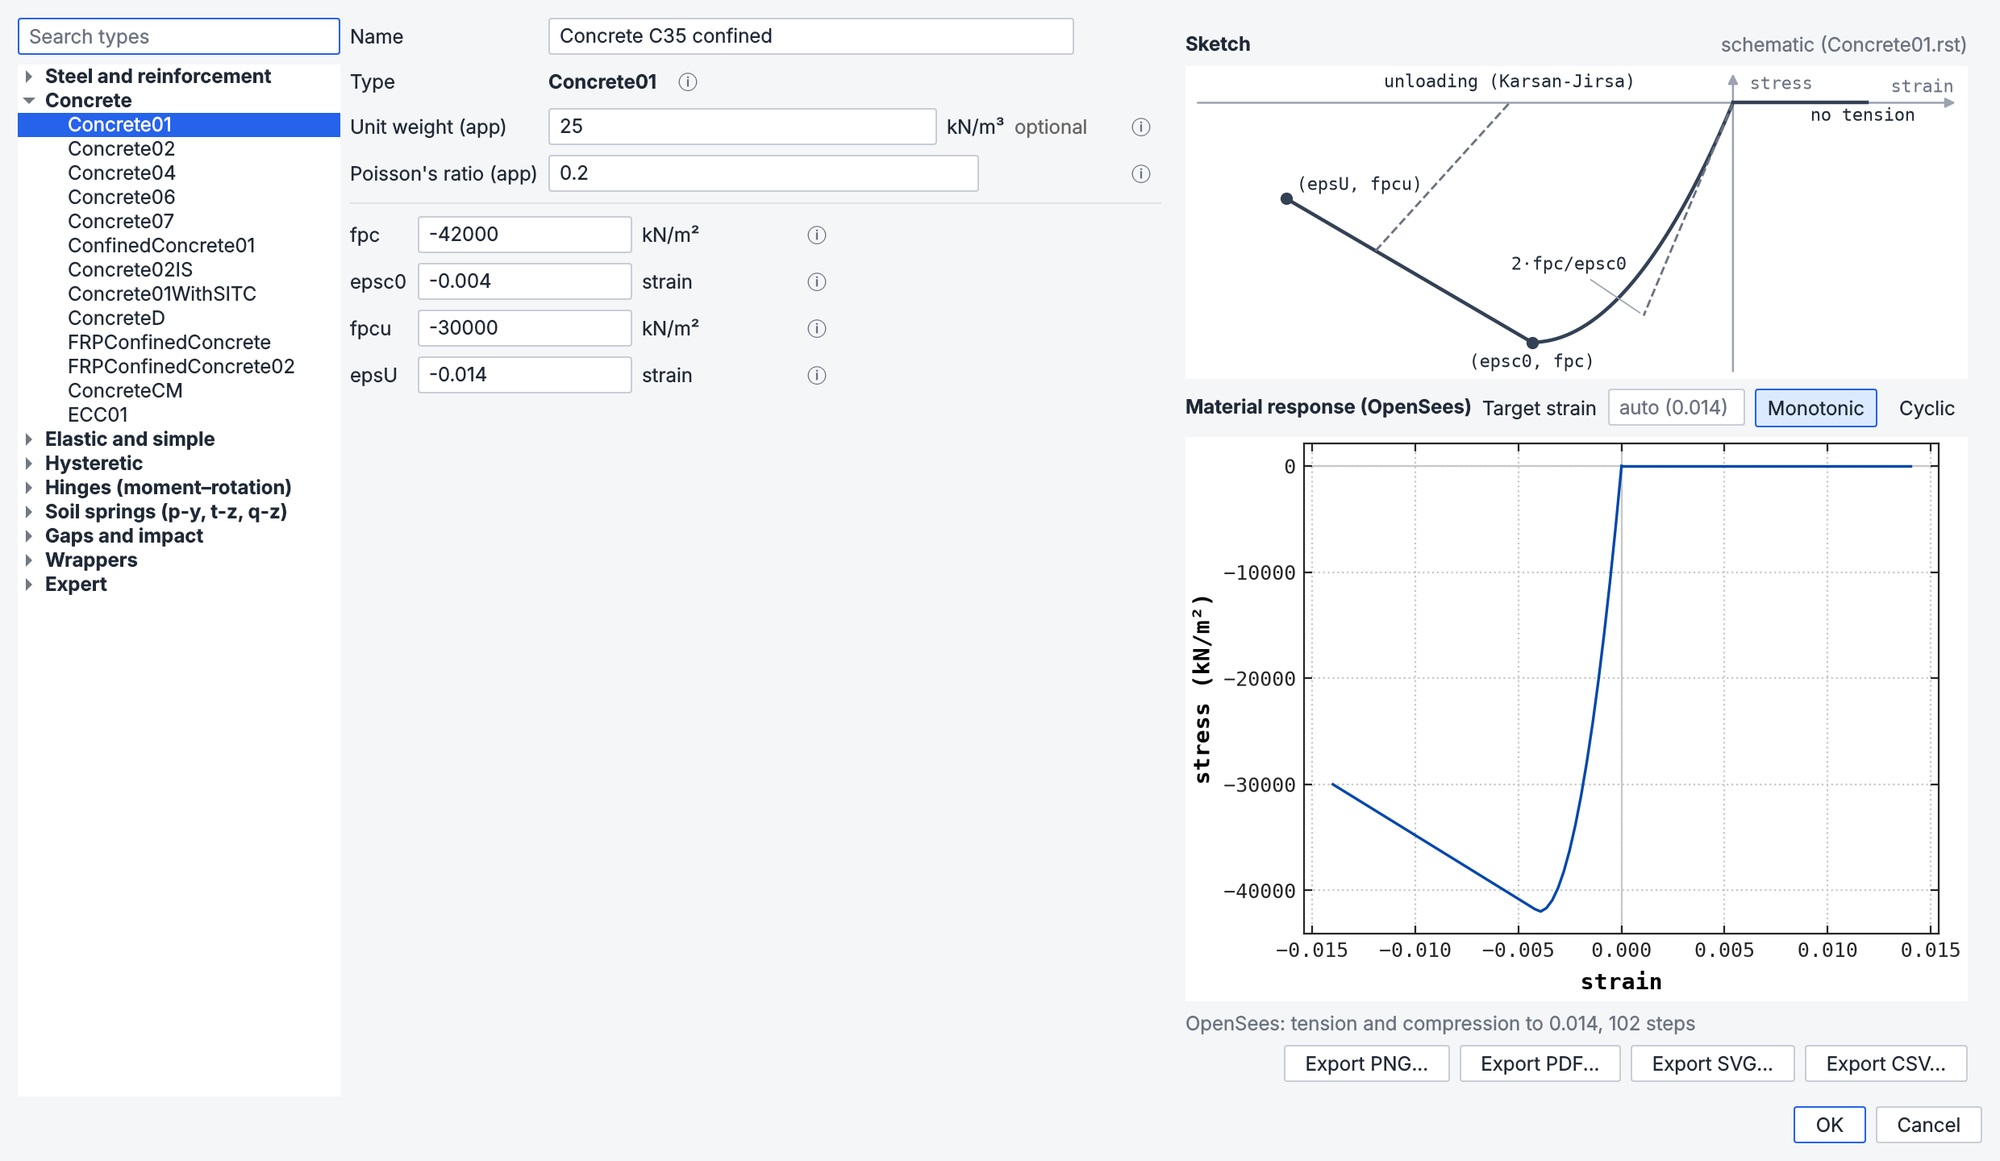 Search types
Steel and reinforcement
Concrete
Concrete01
Concrete02
Concrete04
Concrete06
Concrete07
ConfinedConcrete01
Concrete02IS
Concrete01WithSITC
ConcreteD
FRPConfinedConcrete
FRPConfinedConcrete02
ConcreteCM
ECC01
Elastic and simple
Hysteretic
Hinges (moment–rotation)
Soil springs (p-y, t-z, q-z)
Gaps and impact
Wrappers
Expert
Name Concrete C35 confined
Type Concrete01
Unit weight (app) 25 kN/m³ optional
Poisson's ratio (app) 0.2
fpc -42000 kN/m²
epsc0 -0.004 strain
fpcu -30000 kN/m²
epsU -0.014 strain
Sketch schematic (Concrete01.rst)
unloading (Karsan-Jirsa) stress strain
no tension
(epsU, fpcu)
2·fpc/epsc0
(epsc0, fpc)
Material response (OpenSees) Target strain auto (0.014) Monotonic Cyclic
0
−10000
−20000
−30000
−40000
stress (kN/m²)
−0.015 −0.010 −0.005 0.000 0.005 0.010 0.015
strain
OpenSees: tension and compression to 0.014, 102 steps
Export PNG... Export PDF... Export SVG... Export CSV...
OK Cancel